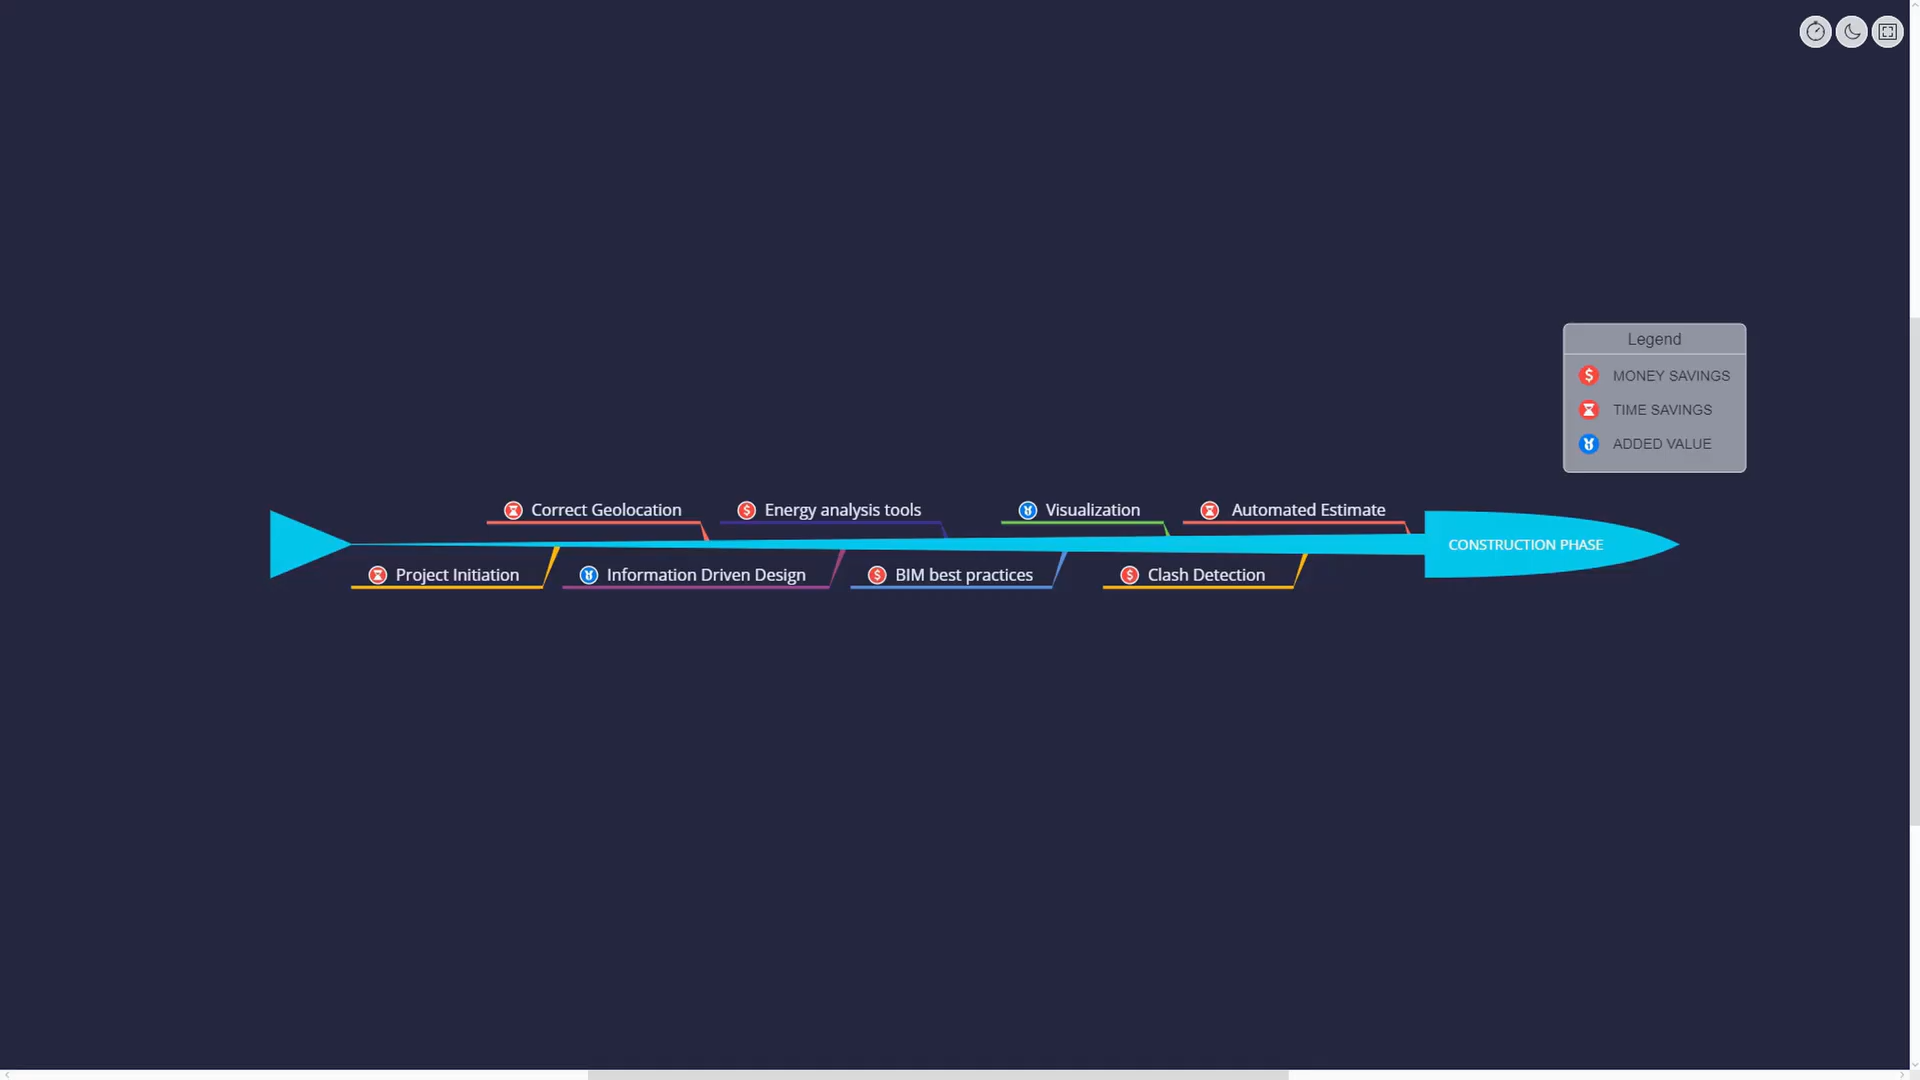 Legend
MONEY SAVINGS
TIME SAVINGS
ADDED VALUE
Correct Geolocation
Energy analysis tools
Visualization
Automated Estimate
CONSTRUCTION PHASE
Project Initiation
Information Driven Design
BIM best practices
Clash Detection